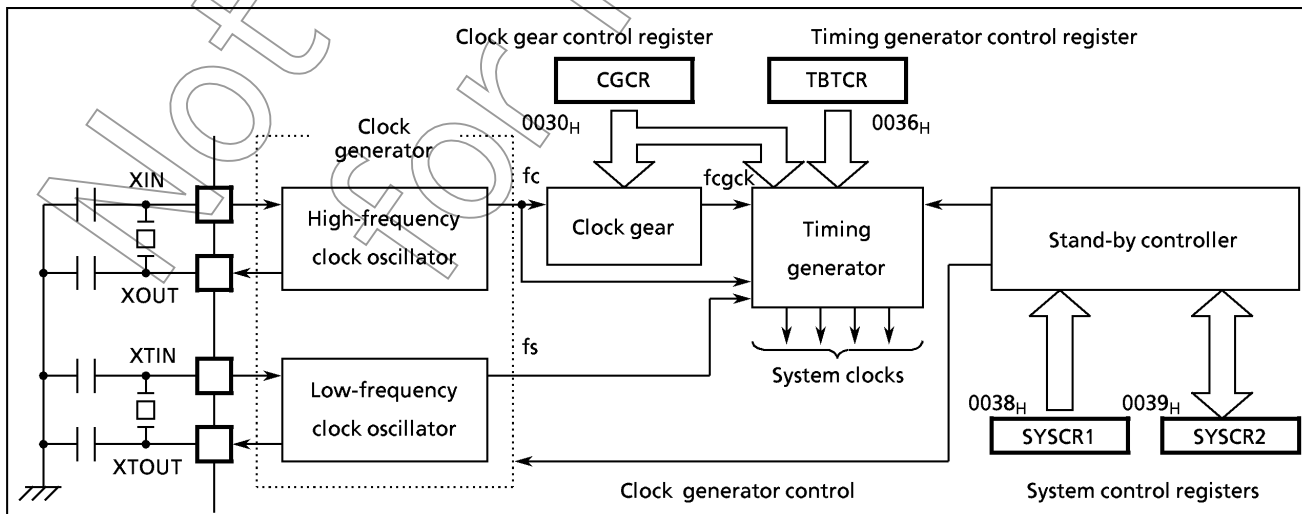 Clock gear control register
Timing generator control register
CGCR
TBTCR
0030H
0036H
Clock
generator
XIN
fc
fcgck
High-frequency
clock oscillator
Clock gear
Timing
generator
Stand-by controller
XOUT
XTIN
fs
System clocks
Low-frequency
clock oscillator
0038H
0039H
SYSCR1
SYSCR2
XTOUT
Clock generator control
System control registers
Not
for